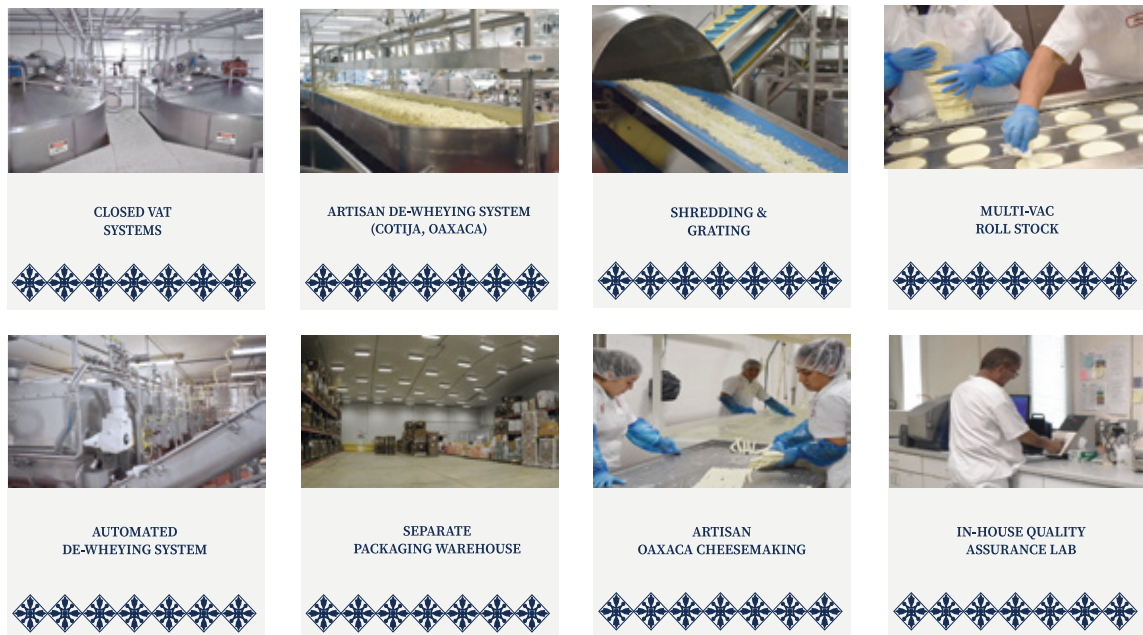 CLOSED VAT
SYSTEMS
ARTISAN DE-WHEYING SYSTEM
(COTIJA, OAXACA)
SHREDDING &
GRATING
MULTI-VAC
ROLL STOCK
AUTOMATED
DE-WHEYING SYSTEM
SEPARATE
PACKAGING WAREHOUSE
ARTISAN
OAXACA CHEESEMAKING
IN-HOUSE QUALITY
ASSURANCE LAB